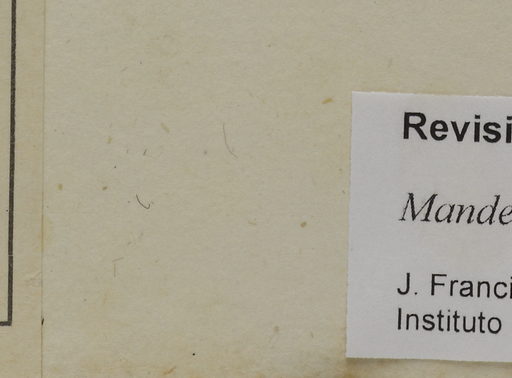 Revisi
Mande
J. Franci
Instituto